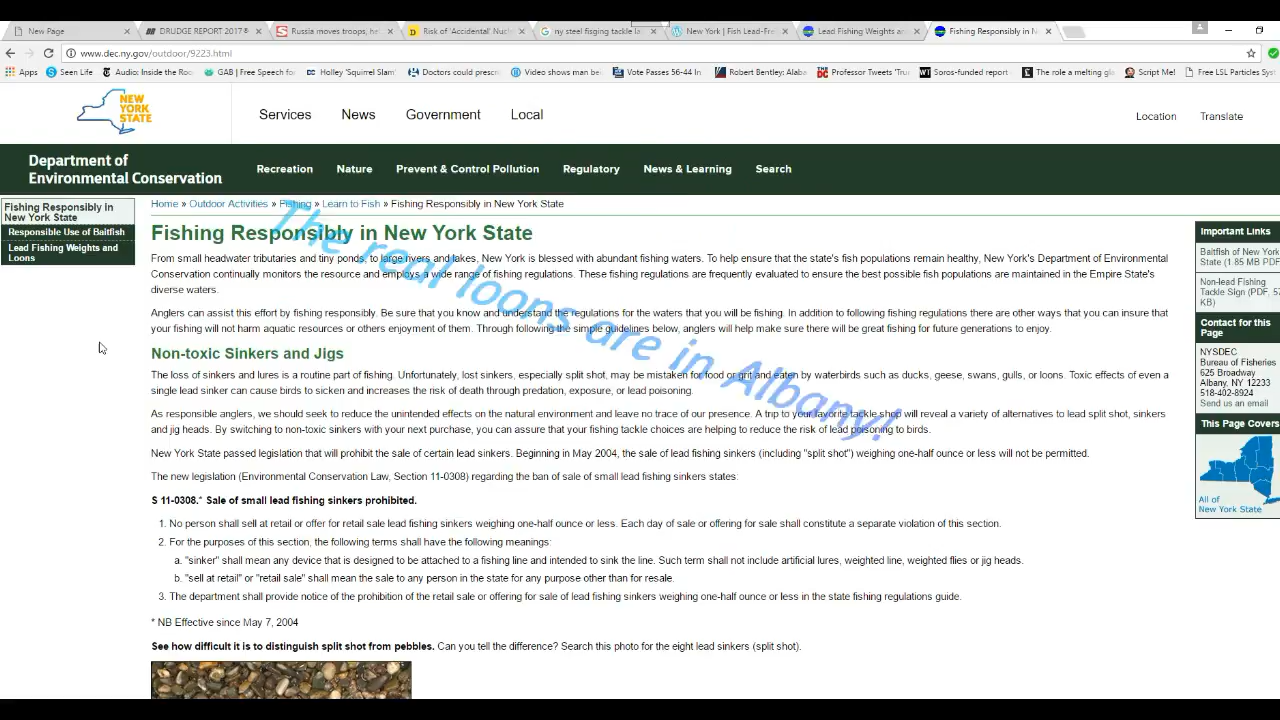 New Page
DRUDGE REPORT 2017®
Russia moves troops, he
Risk of 'Accidental' Nucl
ny steel fisging tackle la
New York | Fish Lead-Fre
Lead Fishing Weights an
Fishing Responsibly in N
www.dec.ny.gov/outdoor/9223.html
Apps
Seen Life
Audio: Inside the Roo
GAB | Free Speech fo
Holley 'Squirrel Slam'
Doctors could prescri
Video shows man be
Vote Passes 56-44 In
Robert Bentley: Alaba
Professor Tweets 'Tru
Soros-funded report
The role a melting gla
Script Me!
Free LSL Particles Syst
NEW
YORK
STATE
Services
News
Government
Local
Location
Translate
Department of
Environmental Conservation
Recreation
Nature
Prevent & Control Pollution
Regulatory
News & Learning
Search
Fishing Responsibly in
New York State
Responsible Use of Baitfish
Lead Fishing Weights and
Loons
Home » Outdoor Activities » Fishing » Learn to Fish » Fishing Responsibly in New York State
Fishing Responsibly in New York State
From small headwater tributaries and tiny ponds, to large rivers and lakes, New York is blessed with abundant fishing waters. To help ensure that the state's fish populations remain healthy, New York's Department of Environmental
Conservation continually monitors the resource and employs a wide range of fishing regulations. These fishing regulations are frequently evaluated to ensure the best possible fish populations are maintained in the Empire State's
diverse waters.
Anglers can assist this effort by fishing responsibly. Be sure that you know and understand the regulations for the waters that you will be fishing. In addition to following fishing regulations there are other ways that you can insure that
your fishing will not harm aquatic resources or others enjoyment of them. Through following the simple guidelines below, anglers will help make sure there will be great fishing for future generations to enjoy.
The real loons are in Albany!
Non-toxic Sinkers and Jigs
The loss of sinkers and lures is a routine part of fishing. Unfortunately, lost sinkers, especially split shot, may be mistaken for food or grit and eaten by waterbirds such as ducks, geese, swans, gulls, or loons. Toxic effects of even a
single lead sinker can cause birds to sicken and increases the risk of death through predation, exposure, or lead poisoning.
As responsible anglers, we should seek to reduce the unintended effects on the natural environment and leave no trace of our presence. A trip to your favorite tackle shop will reveal a variety of alternatives to lead split shot, sinkers
and jig heads. By switching to non-toxic sinkers with your next purchase, you can assure that your fishing tackle choices are helping to reduce the risk of lead poisoning to birds.
New York State passed legislation that will prohibit the sale of certain lead sinkers. Beginning in May 2004, the sale of lead fishing sinkers (including "split shot") weighing one-half ounce or less will not be permitted.
The new legislation (Environmental Conservation Law, Section 11-0308) regarding the ban of sale of small lead fishing sinkers states:
S 11-0308.* Sale of small lead fishing sinkers prohibited.
1. No person shall sell at retail or offer for retail sale lead fishing sinkers weighing one-half ounce or less. Each day of sale or offering for sale shall constitute a separate violation of this section.
2. For the purposes of this section, the following terms shall have the following meanings:
a. "sinker" shall mean any device that is designed to be attached to a fishing line and intended to sink the line. Such term shall not include artificial lures, weighted line, weighted flies or jig heads.
b. "sell at retail" or "retail sale" shall mean the sale to any person in the state for any purpose other than for resale.
3. The department shall provide notice of the prohibition of the retail sale or offering for sale of lead fishing sinkers weighing one-half ounce or less in the state fishing regulations guide.
* NB Effective since May 7, 2004
See how difficult it is to distinguish split shot from pebbles. Can you tell the difference? Search this photo for the eight lead sinkers (split shot).
Important Links
Baitfish of New York
State (1.85 MB PDF
Non-lead Fishing
Tackle Sign (PDF, 57
KB)
Contact for this
Page
NYSDEC
Bureau of Fisheries
625 Broadway
Albany, NY 12233
518-402-8924
Send us an email
This Page Covers
All of
New York State